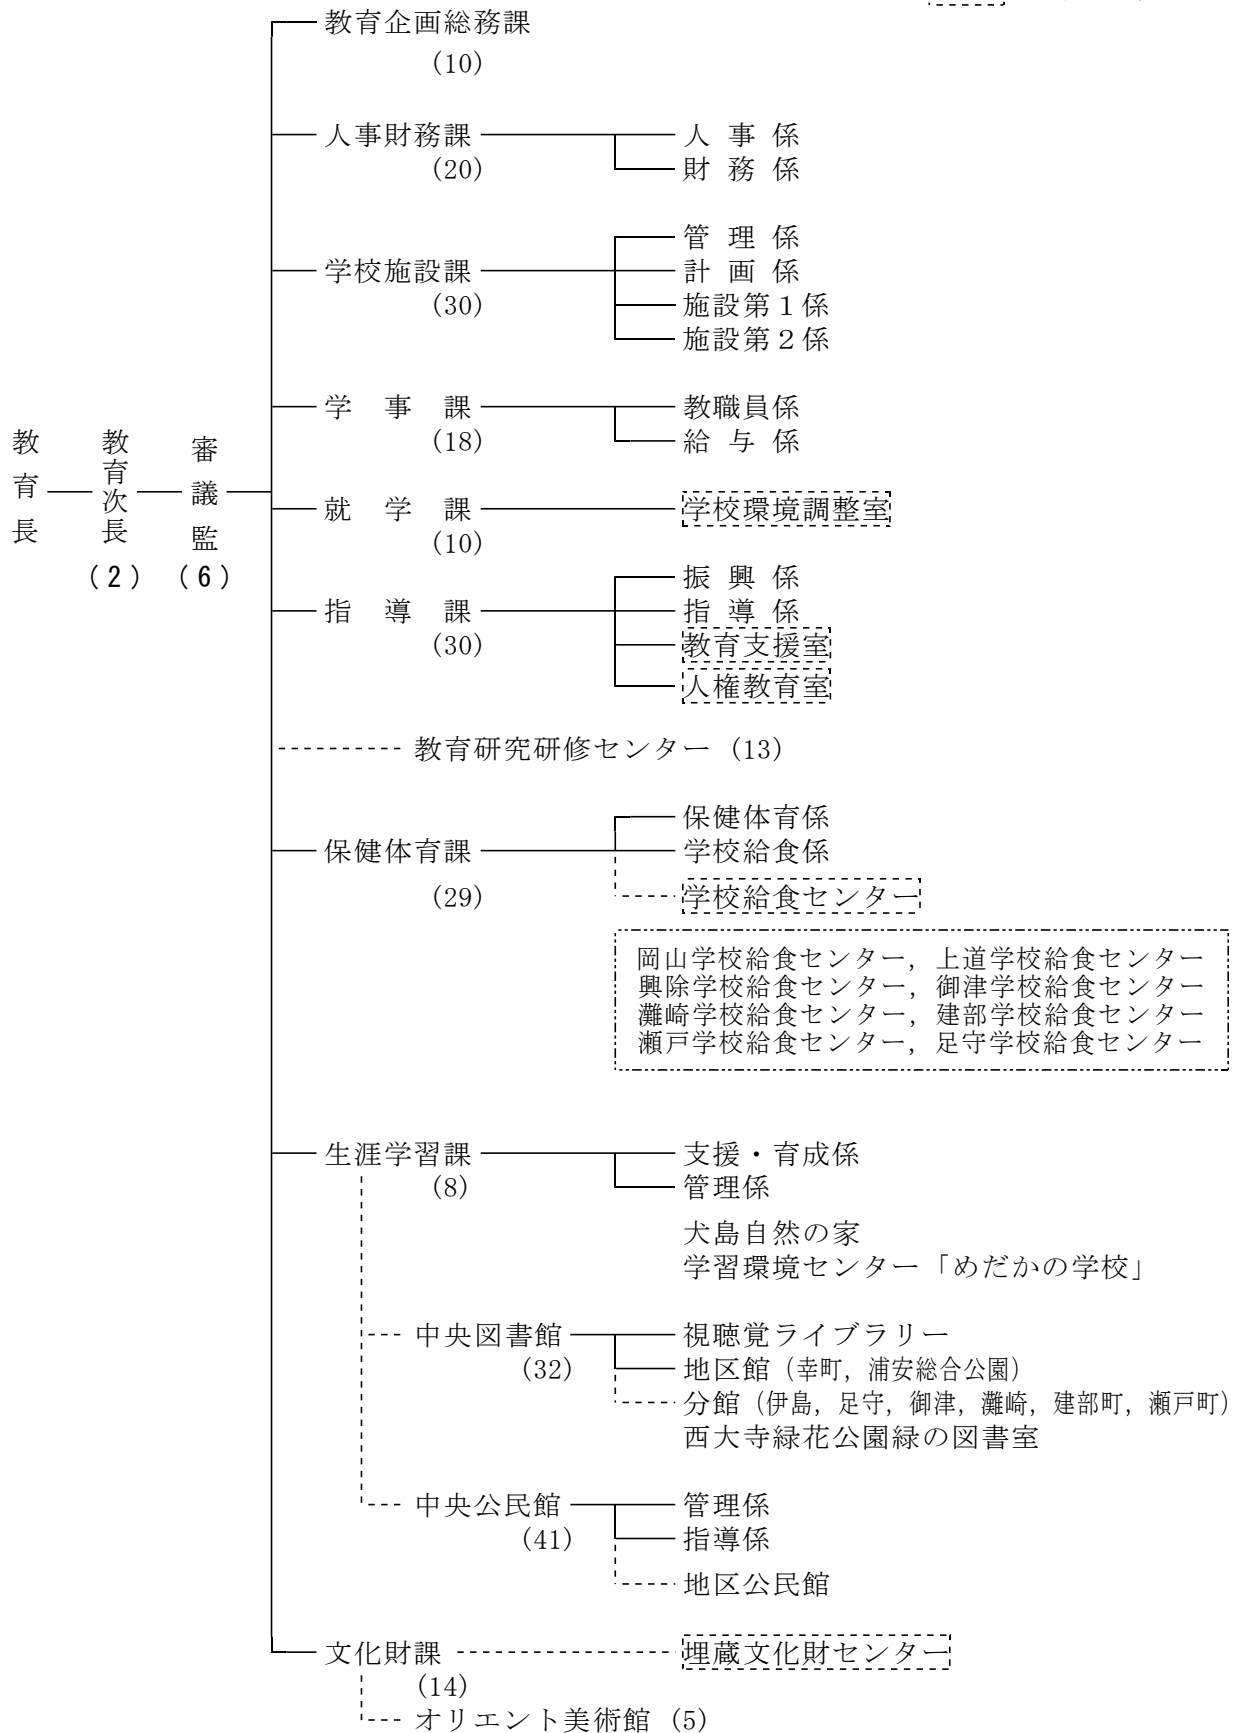 教育企画総務課
(10)
人事財務課
(20)
人事係
財務係
学校施設課
(30)
管理係
計画係
施設第1係
施設第2係
学事課
(18)
教職員係
給与係
教育長
教育次長
(2)
審議監
(6)
就学課
(10)
学校環境調整室
指導課
(30)
振興係
指導係
教育支援室
人権教育室
教育研究研修センター (13)
保健体育課
(29)
保健体育係
学校給食係
学校給食センター
岡山学校給食センター，上道学校給食センター
興除学校給食センター，御津学校給食センター
灘崎学校給食センター，建部学校給食センター
瀬戸学校給食センター，足守学校給食センター
生涯学習課
(8)
支援・育成係
管理係
犬島自然の家
学習環境センター「めだかの学校」
中央図書館
(32)
視聴覚ライブラリー
地区館（幸町，浦安総合公園）
分館（伊島，足守，御津，灘崎，建部町，瀬戸町）
西大寺緑花公園緑の図書室
中央公民館
(41)
管理係
指導係
地区公民館
文化財課
(14)
埋蔵文化財センター
オリエント美術館 (5)